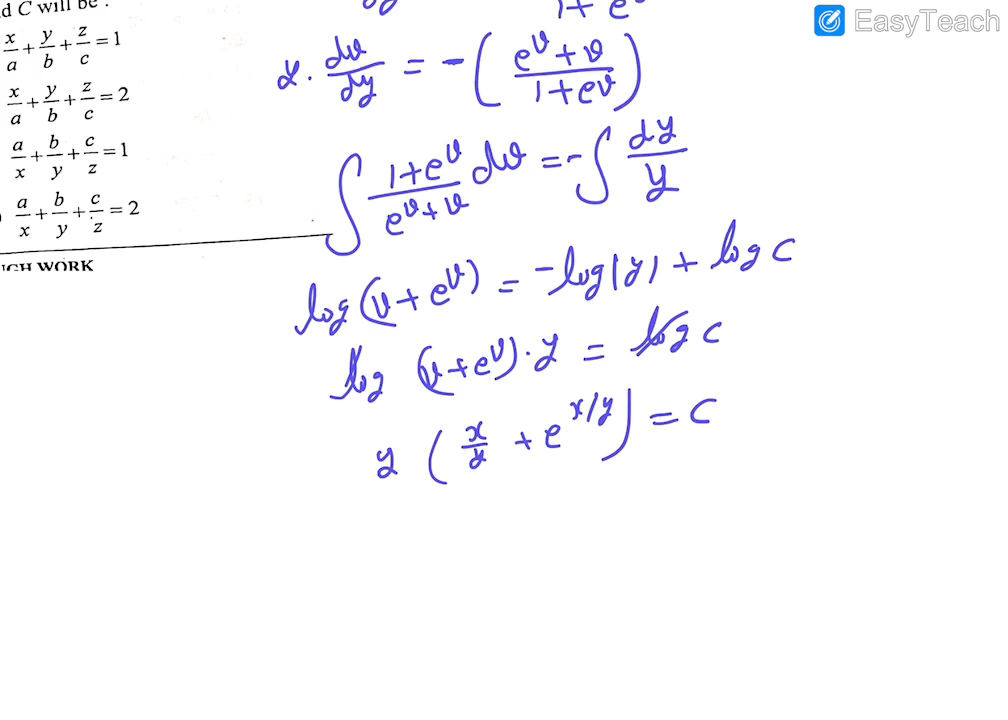 d C will be :
x/a + y/b + z/c = 1
x/a + y/b + z/c = 2
a/x + b/y + c/z = 1
a/x + b/y + c/z = 2
WORK
EasyTeach
1 + e
y · dv/dy = - ( (e^v + v) / (1 + e^v) )
∫ (1 + e^v)/(e^v + v) dv = - ∫ dy/y
log (v + e^v) = - log |y| + log C
log (v + e^v) · y = log C
y ( x/y + e^(x/y) ) = C